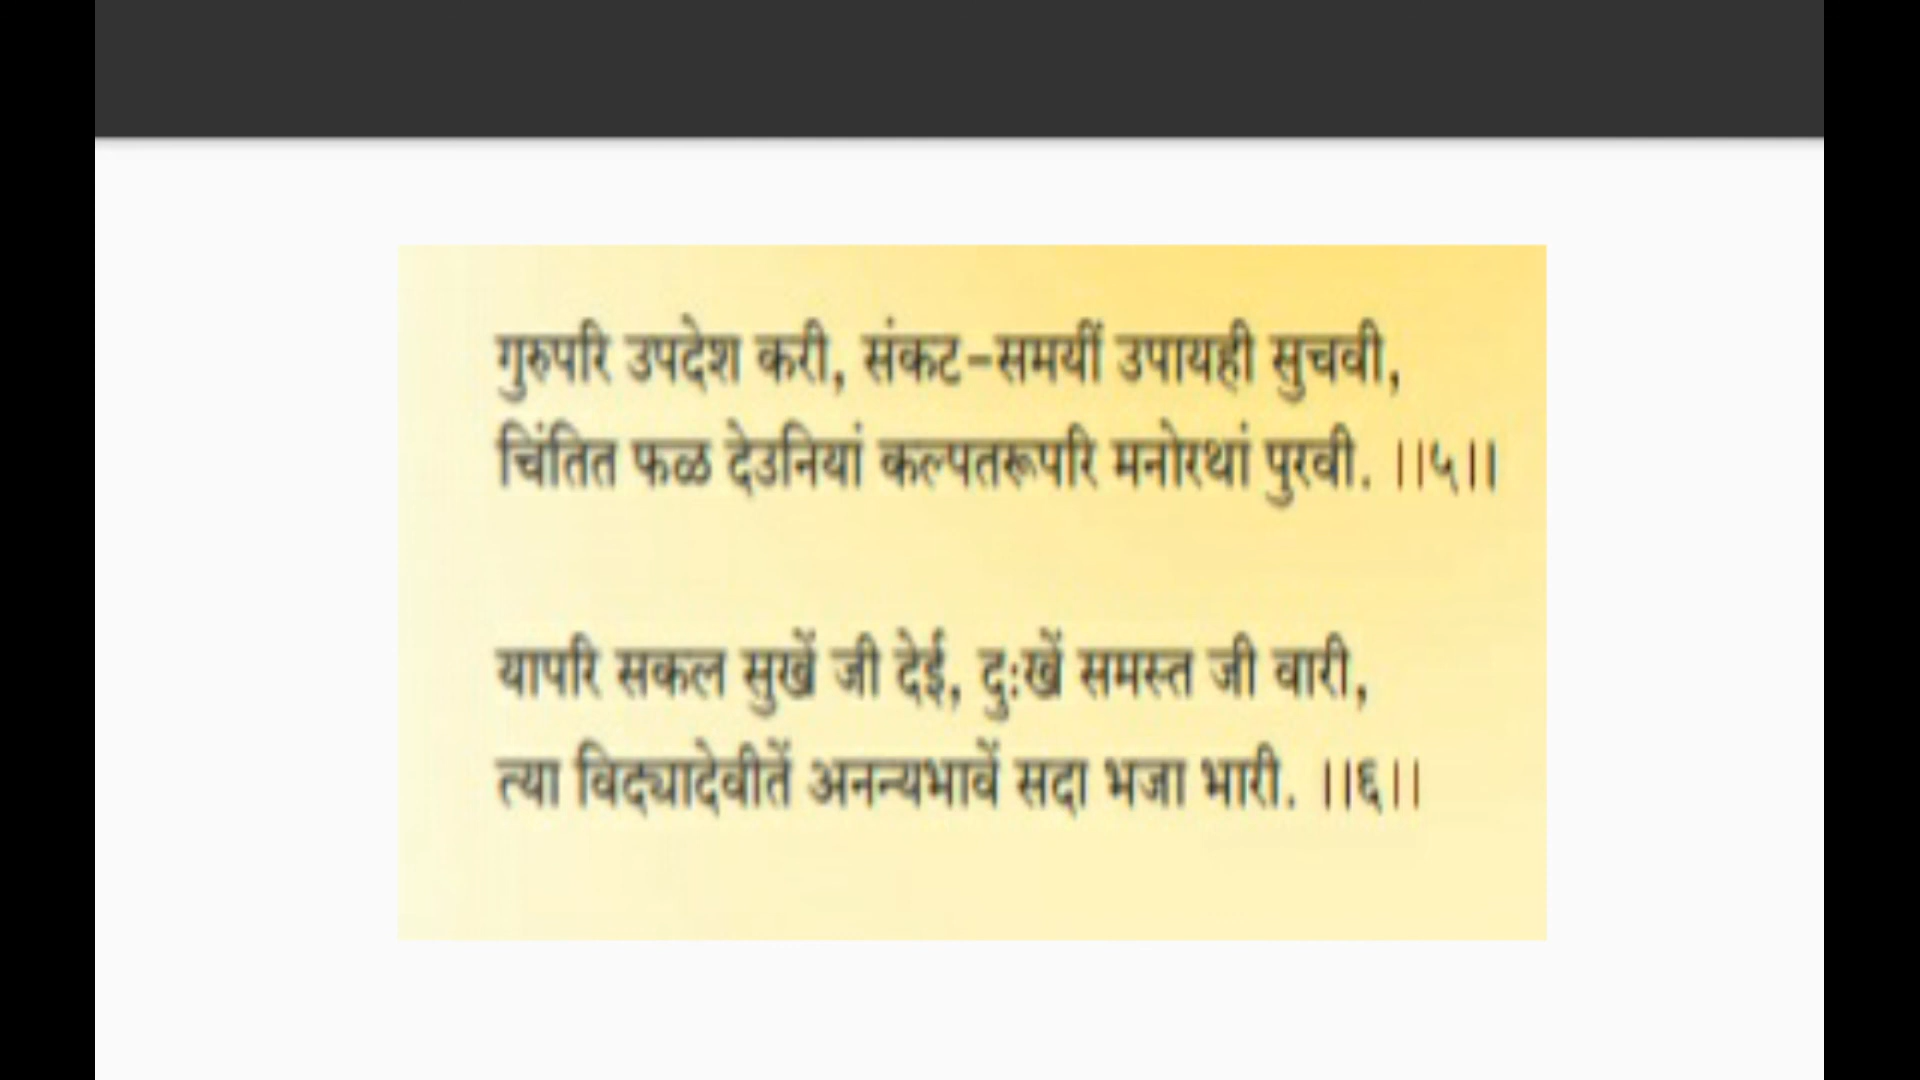 गुरुपरि उपदेश करी, संकट-समयीं उपायही सुचवी,
चिंतित फळ देउनियां कल्पतरूपरि मनोरथां पुरवी. ।।५।।
यापरि सकल सुखें जी देई, दु:खें समस्त जी वारी,
त्या विद्यादेवीतें अनन्यभावें सदा भजा भारी. ।।६।।